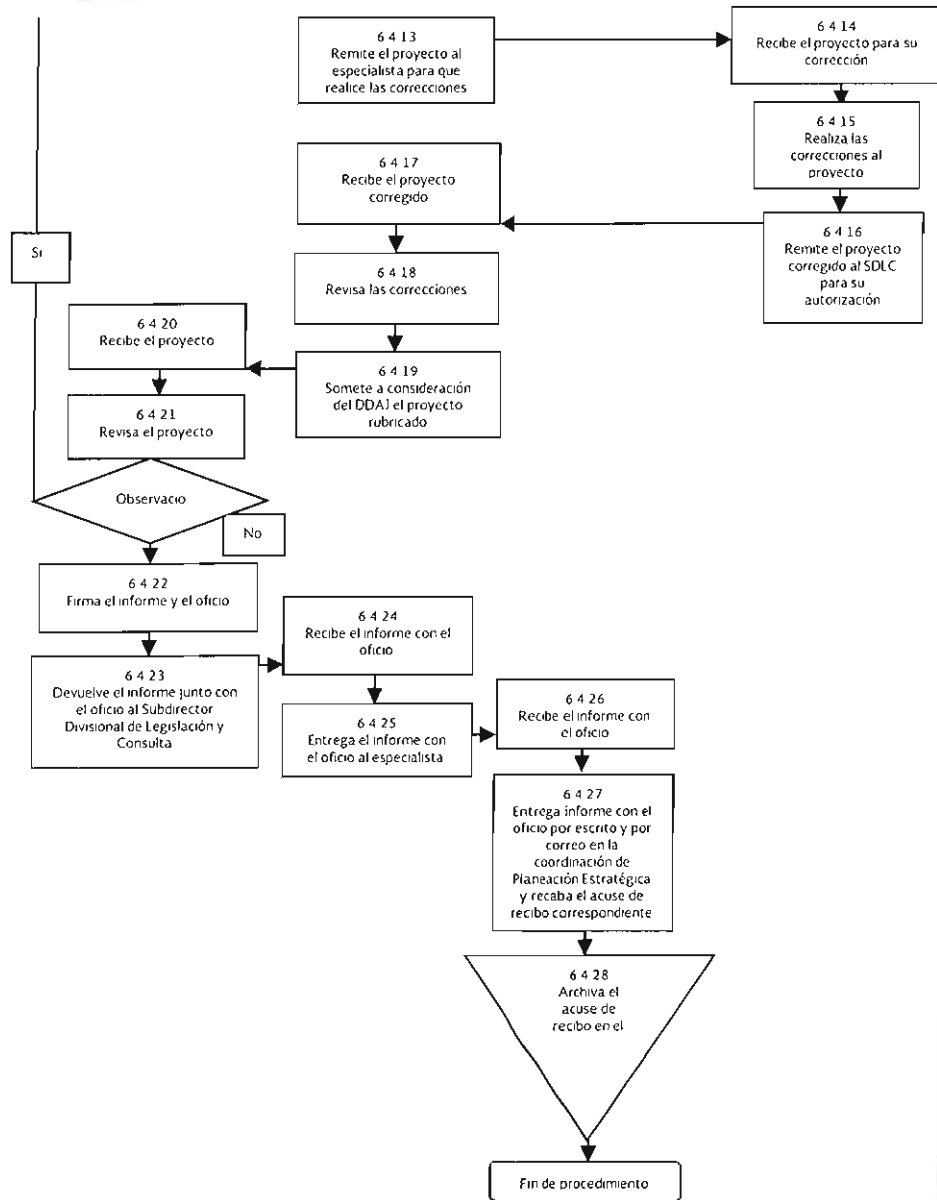 6 4 13
Remite el proyecto al
especialista para que
realice las correcciones
6 4 14
Recibe el proyecto para su
corrección
6 4 15
Realiza las
correcciones al
proyecto
6 4 16
Remite el proyecto
corregido al SDLC
para su
autorización
6 4 17
Recibe el proyecto
corregido
6 4 18
Revisa las correcciones
6 4 19
Somete a consideración
del DDAJ el proyecto
rubricado
6 4 20
Recibe el proyecto
6 4 21
Revisa el proyecto
Observacio
Si
No
6 4 22
Firma el informe y el oficio
6 4 23
Devuelve el informe junto con
el oficio al Subdirector
Divisional de Legislación y
Consulta
6 4 24
Recibe el informe con el
oficio
6 4 25
Entrega el informe con
el oficio al especialista
6 4 26
Recibe el informe con
el oficio
6 4 27
Entrega informe con el
oficio por escrito y por
correo en la
coordinación de
Planeación Estratégica
y recaba el acuse de
recibo correspondiente
6 4 28
Archiva el
acuse de
recibo en el
Fin de procedimiento